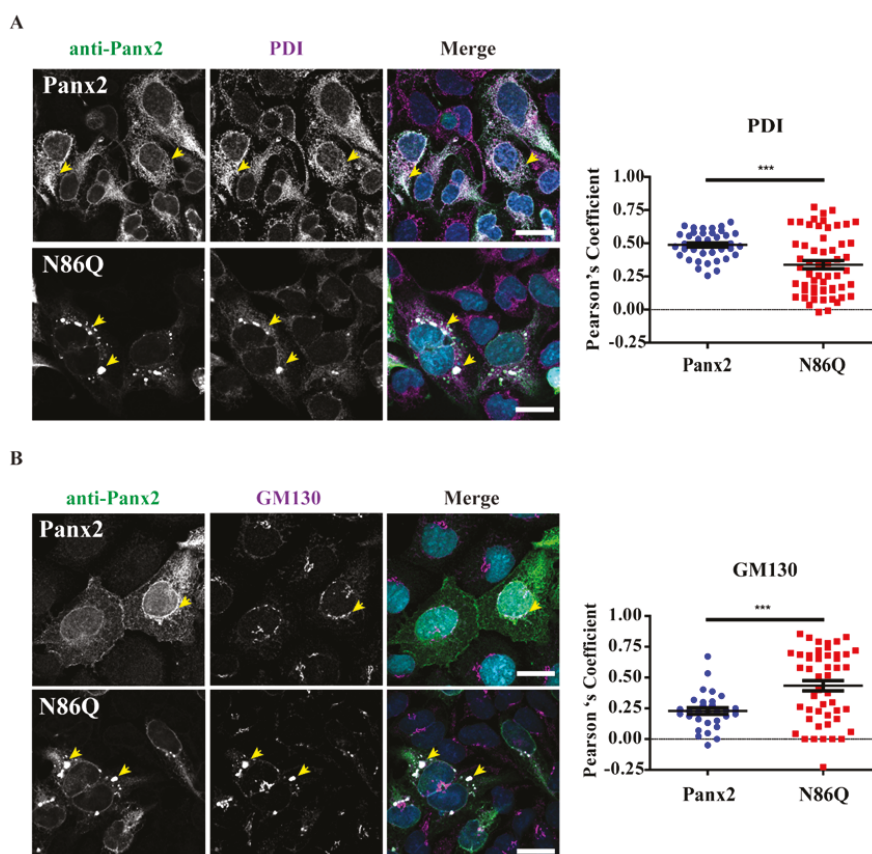 A
anti-Panx2 PDI Merge
Panx2
N86Q
PDI
***
1.00
0.75
0.50
0.25
0.00
-0.25
Pearson's Coefficient
Panx2 N86Q
B
anti-Panx2 GM130 Merge
Panx2
N86Q
GM130
***
1.00
0.75
0.50
0.25
0.00
-0.25
Pearson ‘s Coefficient
Panx2 N86Q